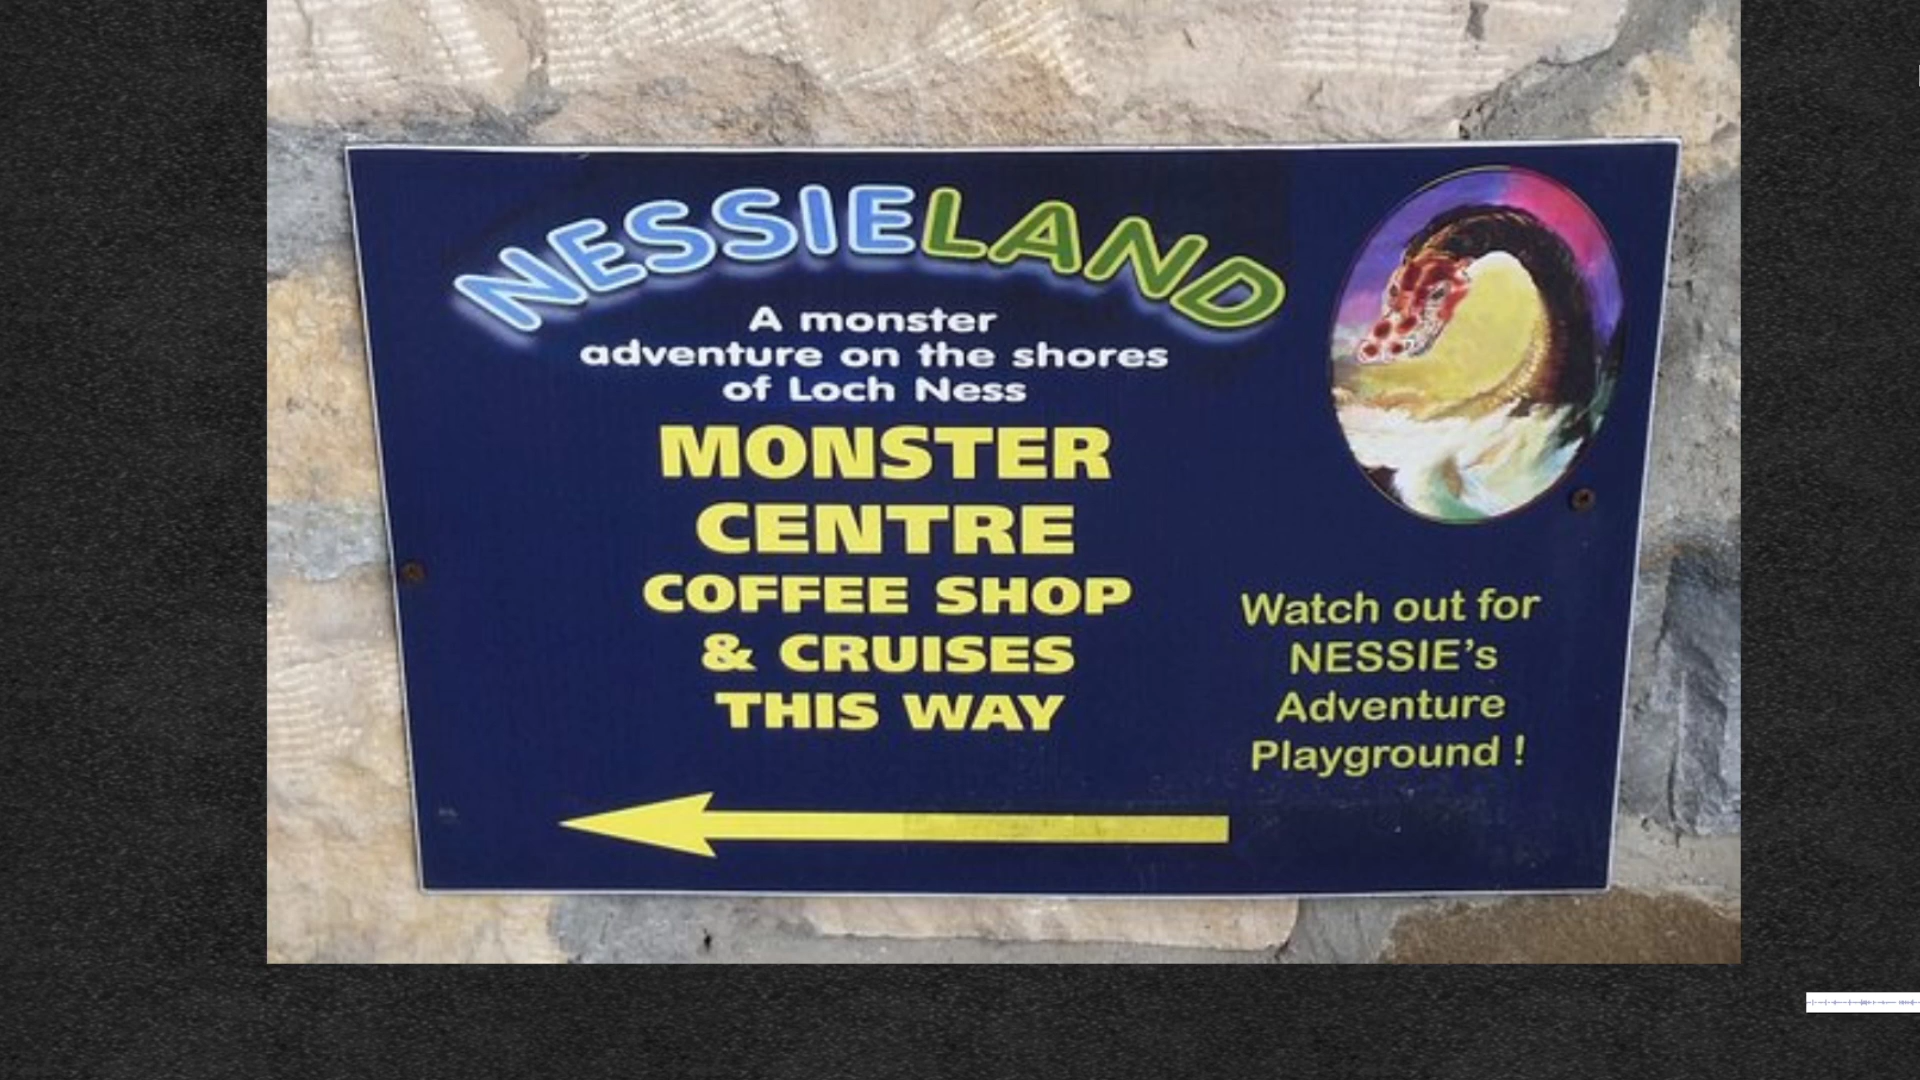 NESSIELAND
A monster
adventure on the shores
of Loch Ness
MONSTER
CENTRE
COFFEE SHOP
& CRUISES
THIS WAY
Watch out for
NESSIE's
Adventure
Playground !